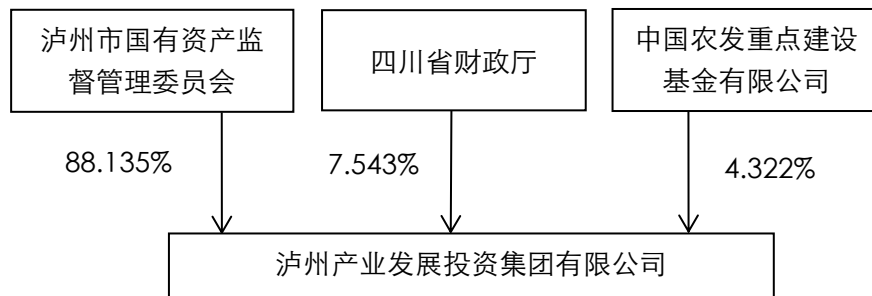 泸州市国有资产监
督管理委员会
四川省财政厅
中国农发重点建设
基金有限公司
88.135%
7.543%
4.322%
泸州产业发展投资集团有限公司